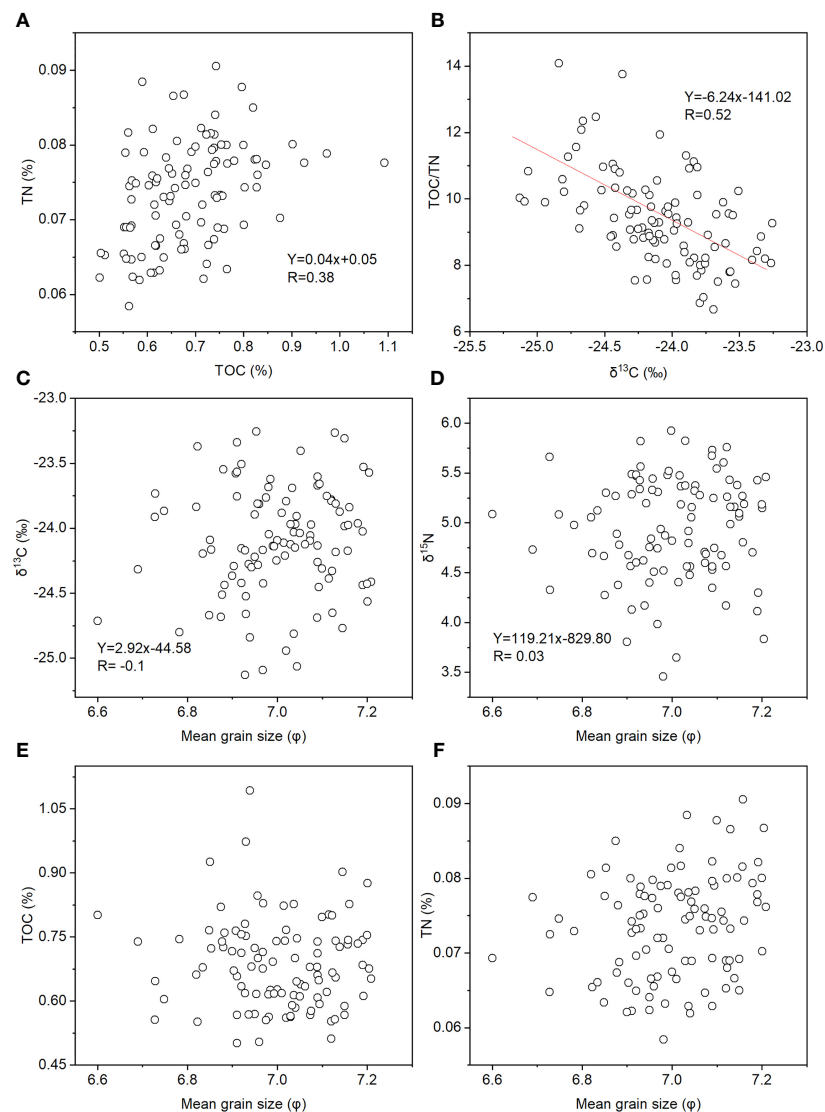 A
B
0.09
0.08
0.07
0.06
TN (%)
Y=0.04x+0.05
R=0.38
0.5 0.6 0.7 0.8 0.9 1.0 1.1
TOC (%)
14
12
10
8
6
TOC/TN
Y=-6.24x-141.02
R=0.52
-25.5 -25.0 -24.5 -24.0 -23.5 -23.0
δ¹³C (‰)
C
D
-23.0
-23.5
-24.0
-24.5
-25.0
δ¹³C (‰)
Y=2.92x-44.58
R= -0.1
6.6 6.8 7.0 7.2
Mean grain size (φ)
6.0
5.5
5.0
4.5
4.0
3.5
δ¹⁵N
Y=119.21x-829.80
R= 0.03
6.6 6.8 7.0 7.2
Mean grain size (φ)
E
F
1.05
0.90
0.75
0.60
0.45
TOC (%)
6.6 6.8 7.0 7.2
Mean grain size (φ)
0.09
0.08
0.07
0.06
TN (%)
6.6 6.8 7.0 7.2
Mean grain size (φ)